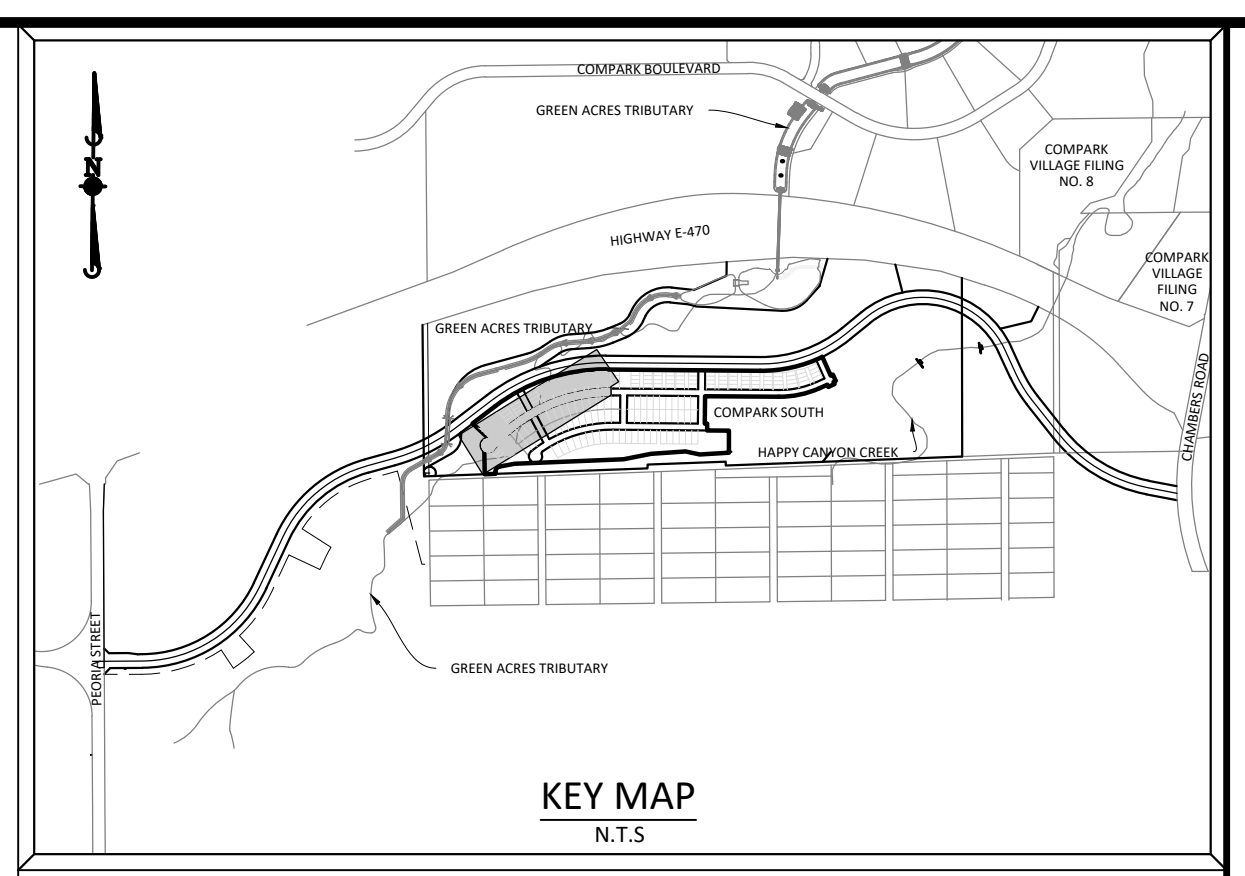 COMPARK BOULEVARD
GREEN ACRES TRIBUTARY
COMPARK
VILLAGE FILING
NO. 8
N
HIGHWAY E-470
COMPARK
VILLAGE
FILING
NO. 7
GREEN ACRES TRIBUTARY
CHAMBERS ROAD
COMPARK SOUTH
HAPPY CANYON CREEK
PEORIA STREET
GREEN ACRES TRIBUTARY
KEY MAP
N.T.S